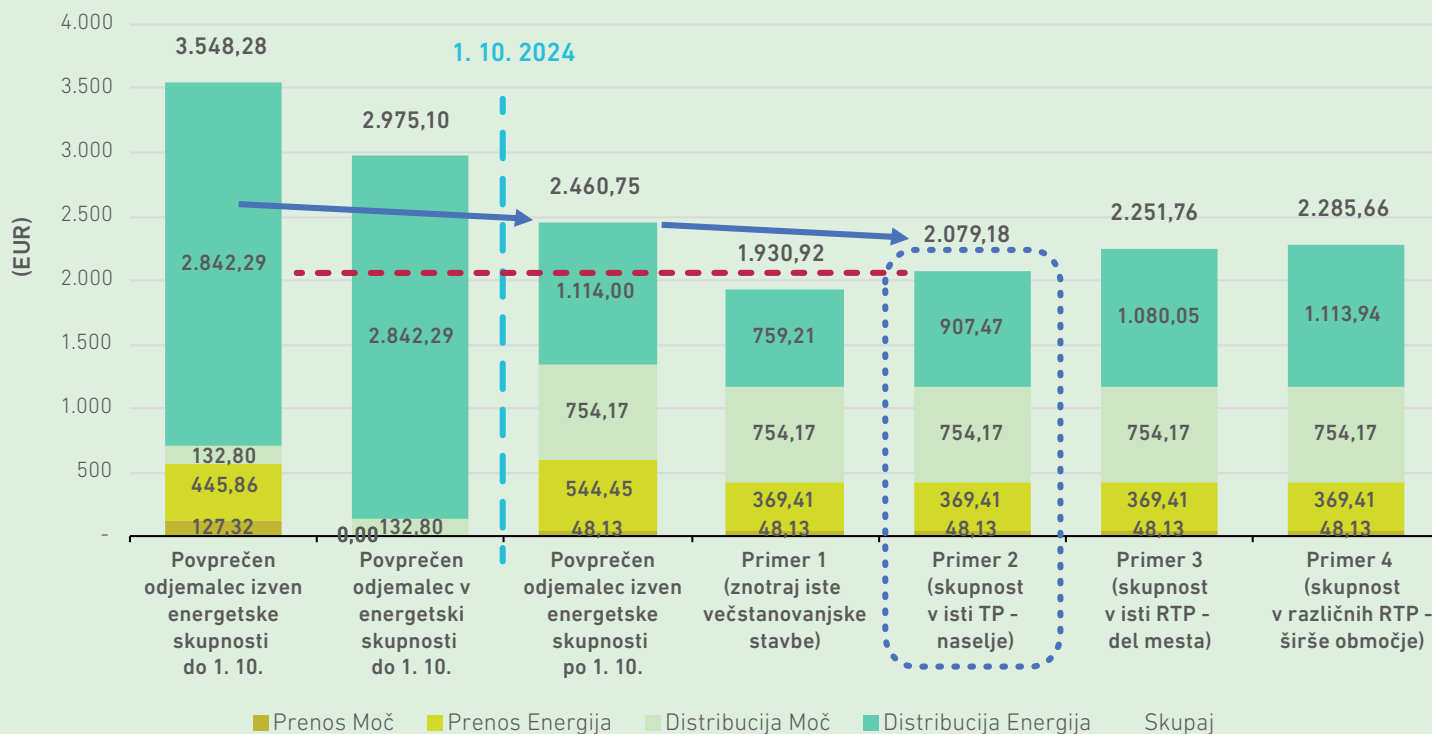 4.000
3.500
3.000
2.500
2.000
1.500
1.000
500
-
(EUR)
1. 10. 2024
3.548,28
2.842,29
132,80
445,86
127,32
2.975,10
2.842,29
132,80
0,00
2.460,75
1.114,00
754,17
544,45
48,13
1.930,92
759,21
754,17
369,41
48,13
2.079,18
907,47
754,17
369,41
48,13
2.251,76
1.080,05
754,17
369,41
48,13
2.285,66
1.113,94
754,17
369,41
48,13
Povprečen
odjemalec izven
energetske
skupnosti
do 1. 10.
Povprečen
odjemalec v
energetski
skupnosti
do 1. 10.
Povprečen
odjemalec izven
energetske
skupnosti
po 1. 10.
Primer 1
(znotraj iste
večstanovanjske
stavbe)
Primer 2
(skupnost
v isti TP -
naselje)
Primer 3
(skupnost
v isti RTP -
del mesta)
Primer 4
(skupnost
v različnih RTP -
širše območje)
Prenos Moč Prenos Energija Distribucija Moč Distribucija Energija Skupaj